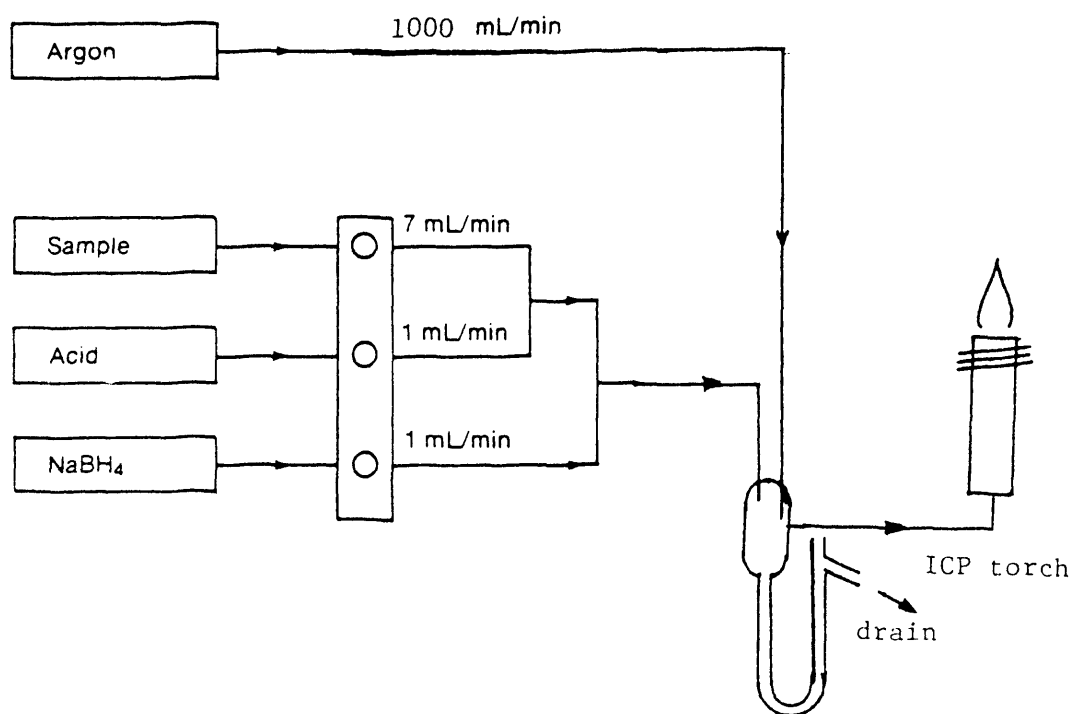 1000 mL/min
Argon
7 mL/min
Sample
1 mL/min
Acid
1 mL/min
NaBH₄
ICP torch
drain